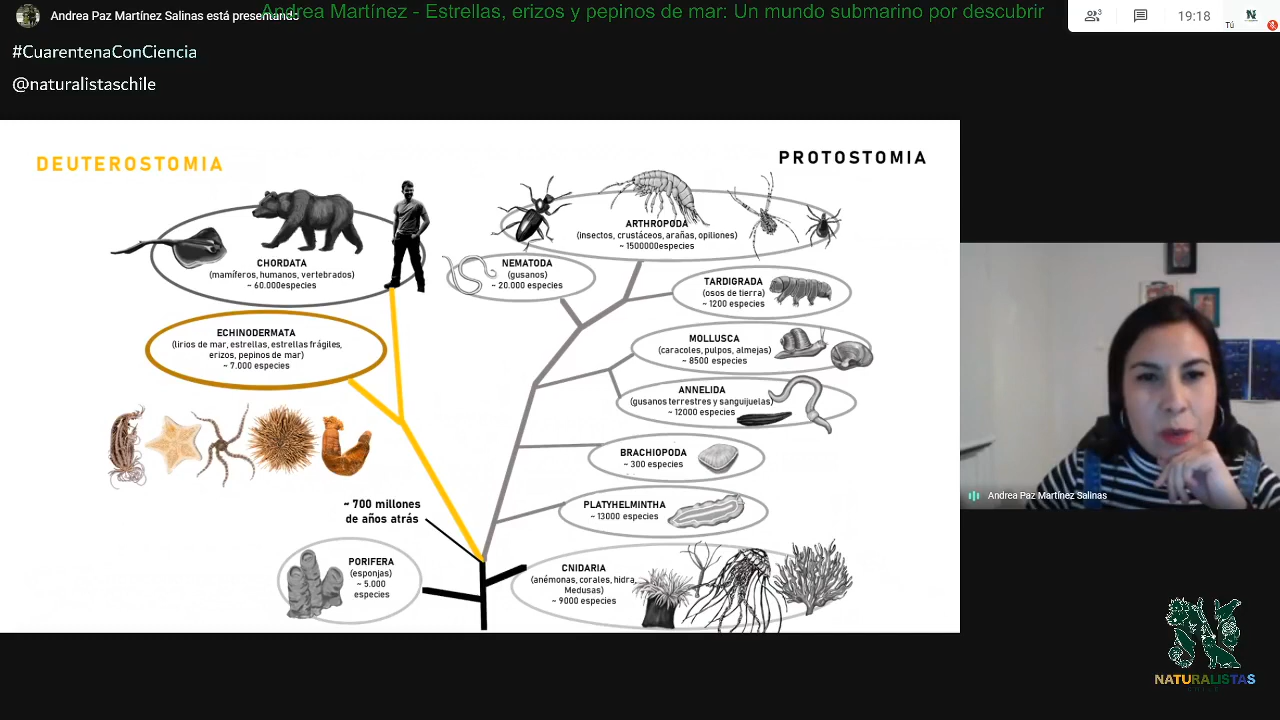 Andrea Paz Martínez Salinas está presentando
Andrea Martínez - Estrellas, erizos y pepinos de mar: Un mundo submarino por descubrir
3
19:18
Tú
#CuarentenaConCiencia
@naturalistaschile
DEUTEROSTOMIA
PROTOSTOMIA
CHORDATA
(mamíferos, humanos, vertebrados)
~ 60.000especies
ECHINODERMATA
(lirios de mar, estrellas, estrellas frágiles,
erizos, pepinos de mar)
~ 7.000 especies
ARTHROPODA
(insectos, crustáceos, arañas, opiliones)
~ 1500000especies
NEMATODA
(gusanos)
~ 20.000 especies
TARDIGRADA
(osos de tierra)
~ 1200 especies
MOLLUSCA
(caracoles, pulpos, almejas)
~ 8500 especies
ANNELIDA
(gusanos terrestres y sanguijuelas)
~ 12000 especies
BRACHIOPODA
~ 300 especies
PLATYHELMINTHA
~ 13000 especies
~ 700 millones
de años atrás
PORIFERA
(esponjas)
~ 5.000
especies
CNIDARIA
(anémonas, corales, hidra,
Medusas)
~ 9000 especies
Andrea Paz Martínez Salinas
NATURALISTAS
CHILE